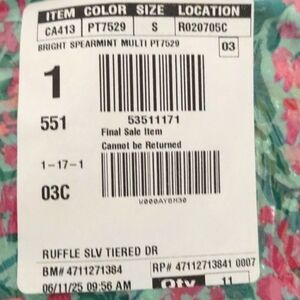 ITEM COLOR SIZE LOCATION
CA413 PT7529 S R020705C
BRIGHT SPEARMINT MULTI PT7529 03
1
551 53511171
Final Sale Item
Cannot be Returned
1-17-1
03C
W000AY8M30
RUFFLE SLV TIERED DR
BM# 4711271384 RP# 47112713841 0007
06/11/25 09:56 AM Qty 11